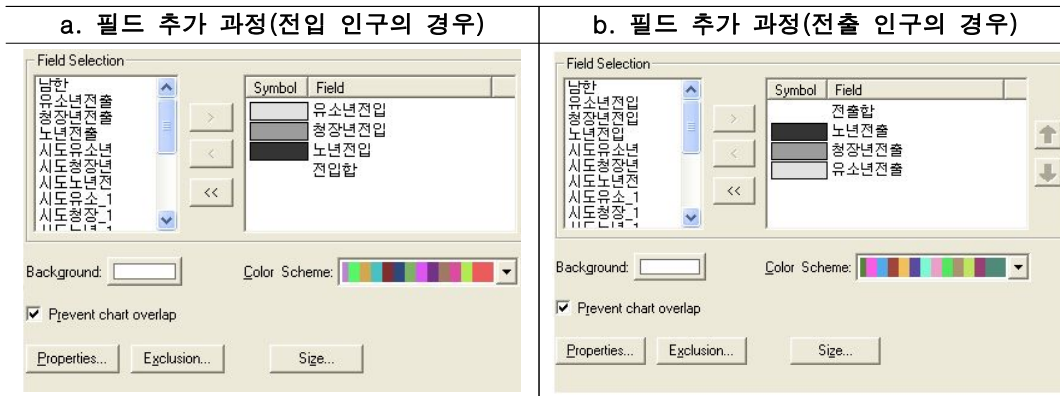 a. 필드 추가 과정(전입 인구의 경우)
Field Selection
남한
유소년전출
청장년전출
노년전출
시도유소년
시도청장년
시도노년전
시도유소_1
시도청장_1
Symbol Field
유소년전입
청장년전입
노년전입
전입합
>
<
<<
Background:
Color Scheme:
Prevent chart overlap
Properties... Exclusion... Size...
b. 필드 추가 과정(전출 인구의 경우)
Field Selection
남한
유소년전입
청장년전입
노년전입
시도유소년
시도청장년
시도노년전
시도유소_1
시도청장_1
Symbol Field
전출합
노년전출
청장년전출
유소년전출
>
<
<<
Background:
Color Scheme:
Prevent chart overlap
Properties... Exclusion... Size...